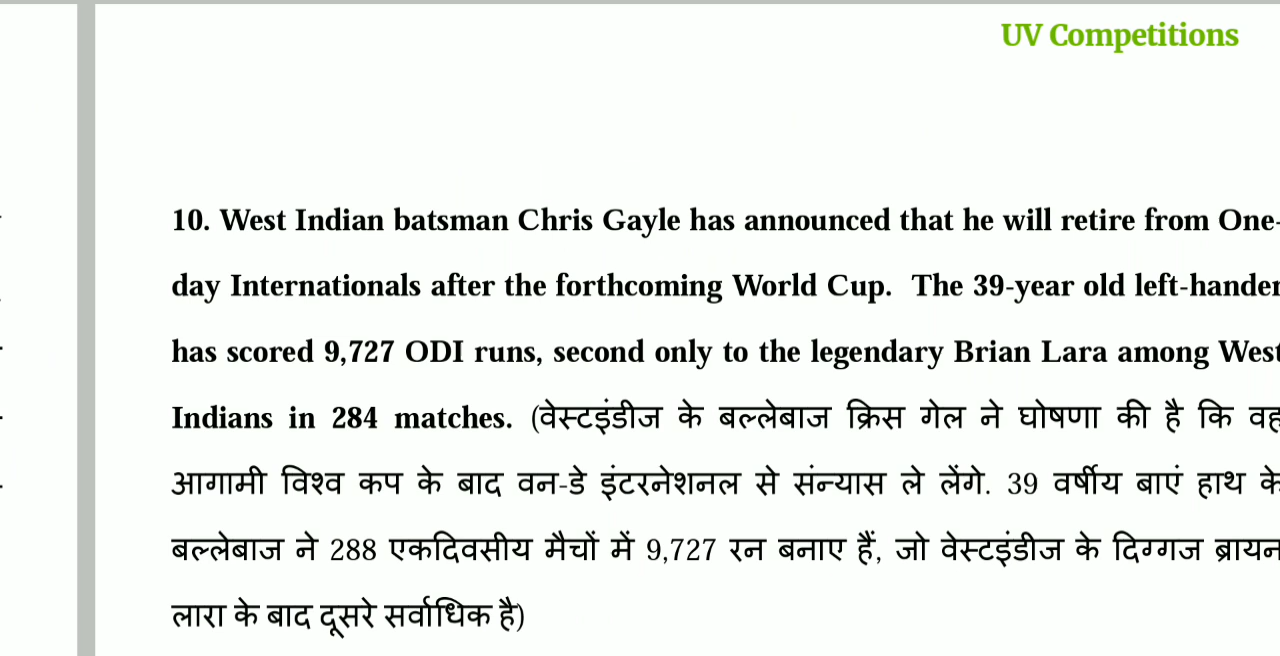 UV Competitions
10. West Indian batsman Chris Gayle has announced that he will retire from One-
day Internationals after the forthcoming World Cup. The 39-year old left-hander
has scored 9,727 ODI runs, second only to the legendary Brian Lara among West
Indians in 284 matches. (वेस्टइंडीज के बल्लेबाज क्रिस गेल ने घोषणा की है कि वह
आगामी विश्व कप के बाद वन-डे इंटरनेशनल से संन्यास ले लेंगे. 39 वर्षीय बाएं हाथ के
बल्लेबाज ने 288 एकदिवसीय मैचों में 9,727 रन बनाए हैं, जो वेस्टइंडीज के दिग्गज ब्रायन
लारा के बाद दूसरे सर्वाधिक है)